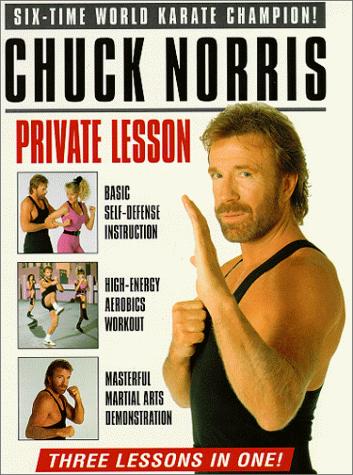 SIX-TIME WORLD KARATE CHAMPION!
CHUCK NORRIS
PRIVATE LESSON
BASIC
SELF-DEFENSE
INSTRUCTION
HIGH-ENERGY
AEROBICS
WORKOUT
MASTERFUL
MARTIAL ARTS
DEMONSTRATION
THREE LESSONS IN ONE!